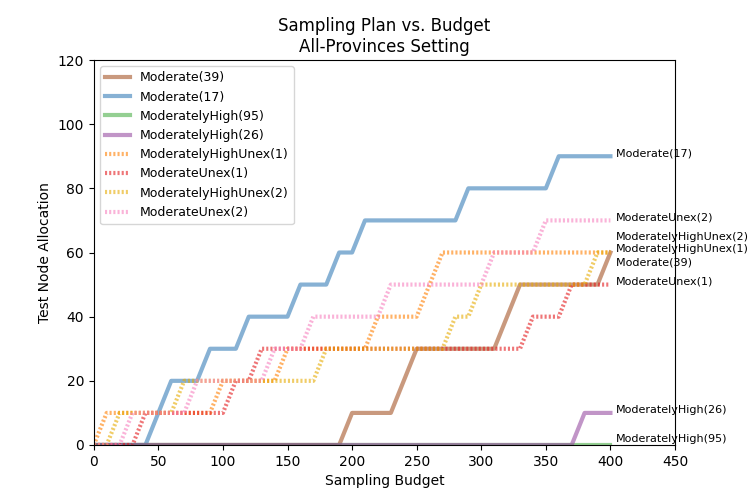 Sampling Plan vs. Budget
All-Provinces Setting
Test Node Allocation
120
100
80
60
40
20
0
Moderate(39)
Moderate(17)
ModeratelyHigh(95)
ModeratelyHigh(26)
ModeratelyHighUnex(1)
ModerateUnex(1)
ModeratelyHighUnex(2)
ModerateUnex(2)
Moderate(17)
ModerateUnex(2)
ModeratelyHighUnex(2)
ModeratelyHighUnex(1)
Moderate(39)
ModerateUnex(1)
ModeratelyHigh(26)
ModeratelyHigh(95)
0 50 100 150 200 250 300 350 400 450
Sampling Budget